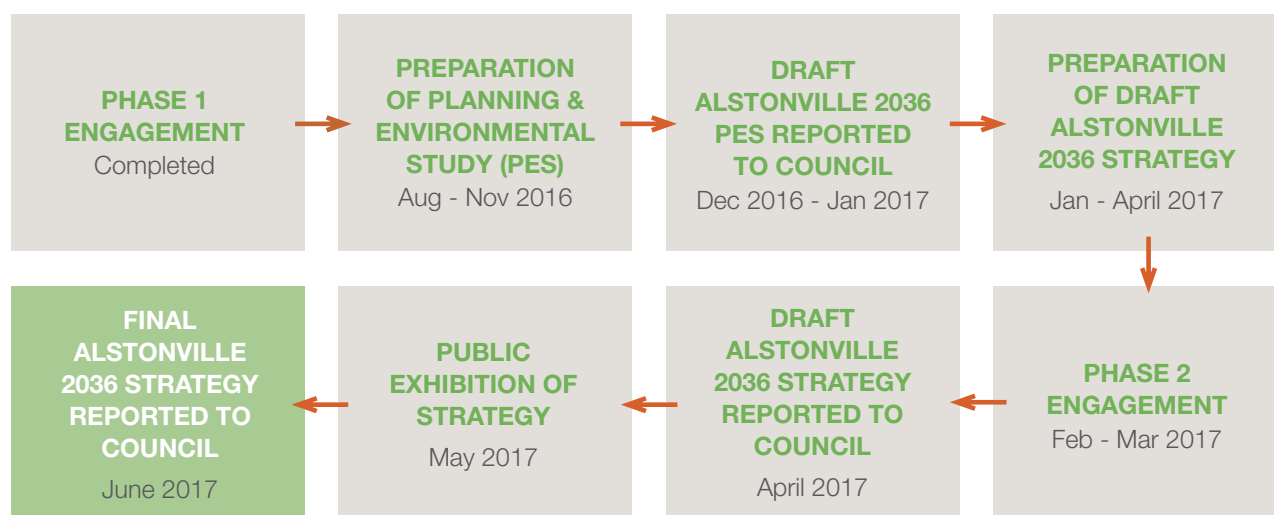 PHASE 1
ENGAGEMENT
Completed
PREPARATION
OF PLANNING &
ENVIRONMENTAL
STUDY (PES)
Aug - Nov 2016
DRAFT
ALSTONVILLE 2036
PES REPORTED
TO COUNCIL
Dec 2016 - Jan 2017
PREPARATION
OF DRAFT
ALSTONVILLE
2036 STRATEGY
Jan - April 2017
PHASE 2
ENGAGEMENT
Feb - Mar 2017
DRAFT
ALSTONVILLE
2036 STRATEGY
REPORTED TO
COUNCIL
April 2017
PUBLIC
EXHIBITION OF
STRATEGY
May 2017
FINAL
ALSTONVILLE
2036 STRATEGY
REPORTED TO
COUNCIL
June 2017